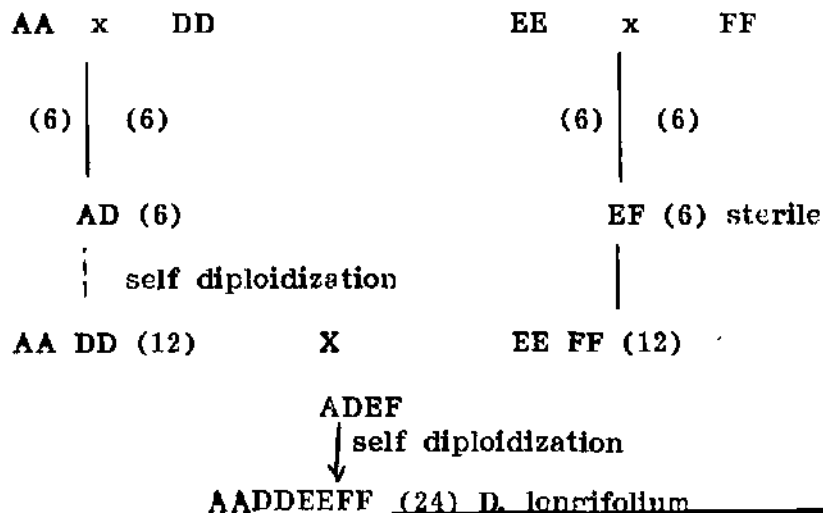 AA x DD EE x FF
(6) (6) (6) (6)
AD (6) EF (6) sterile
self diploidization
AA DD (12) X EE FF (12)
ADEF
self diploidization
AADDEEFF (24) D. longifolium